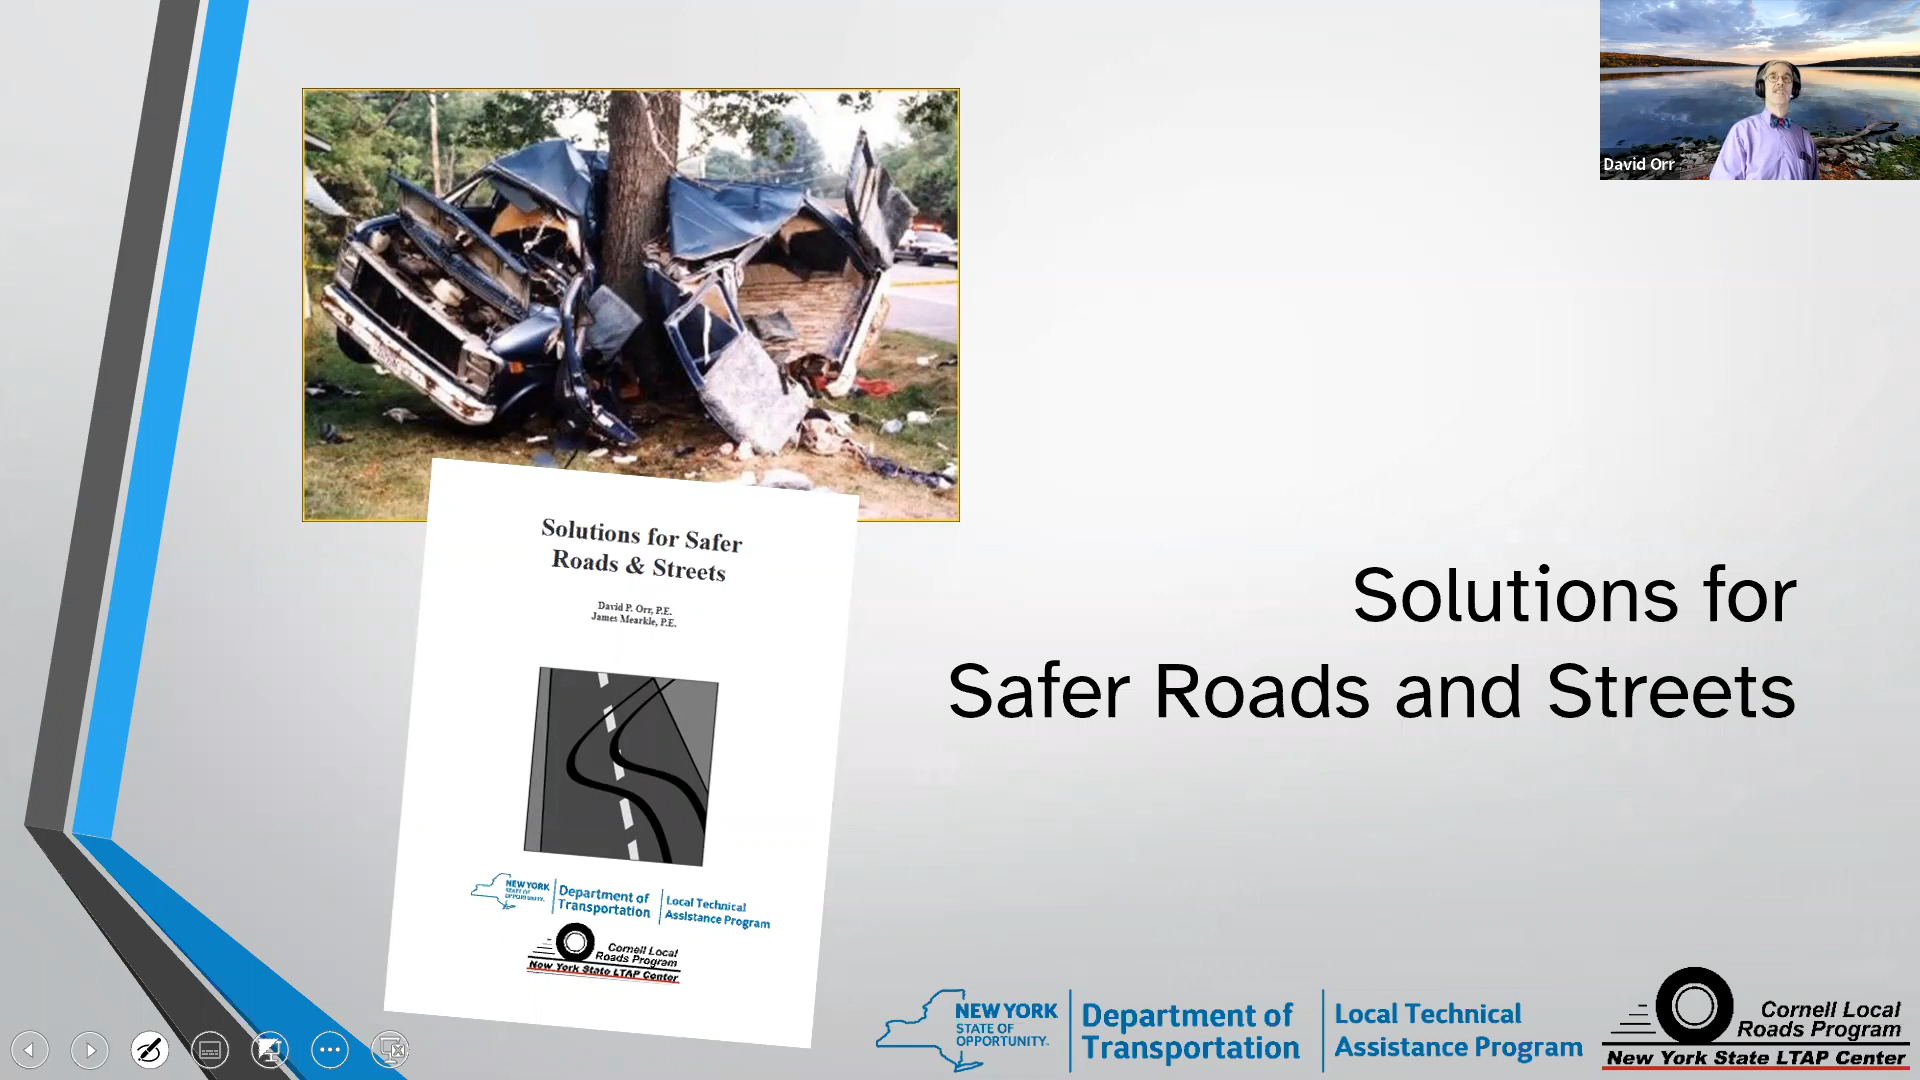 David Orr
Solutions for Safer
Roads & Streets
David P. Orr, P.E.
James Mearkle, P.E.
NEW YORK
STATE OF
OPPORTUNITY.
Department of
Transportation
Local Technical
Assistance Program
Cornell Local
Roads Program
New York State LTAP Center
Solutions for
Safer Roads and Streets
NEW YORK
STATE OF
OPPORTUNITY.
Department of
Transportation
Local Technical
Assistance Program
Cornell Local
Roads Program
New York State LTAP Center